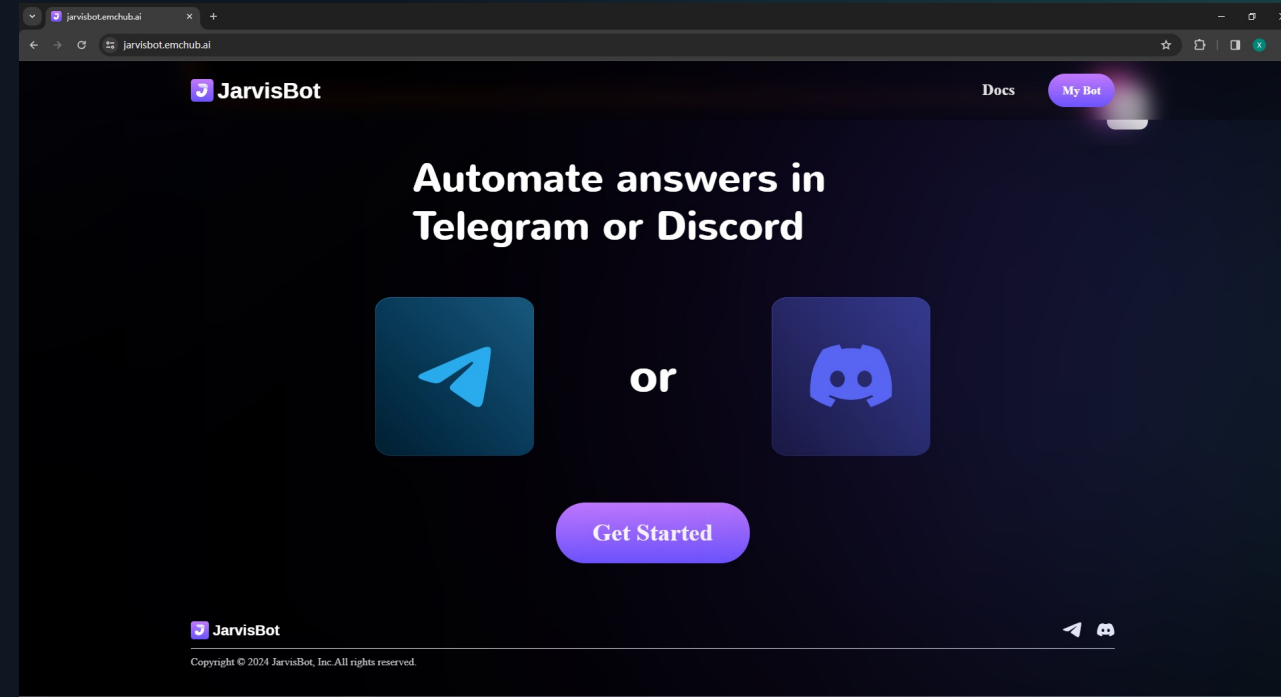 jarvisbot.emchub.ai
jarvisbot.emchub.ai
X
JarvisBot
Docs
My Bot
Automate answers in
Telegram or Discord
or
Get Started
JarvisBot
Copyright © 2024 JarvisBot, Inc.All rights reserved.